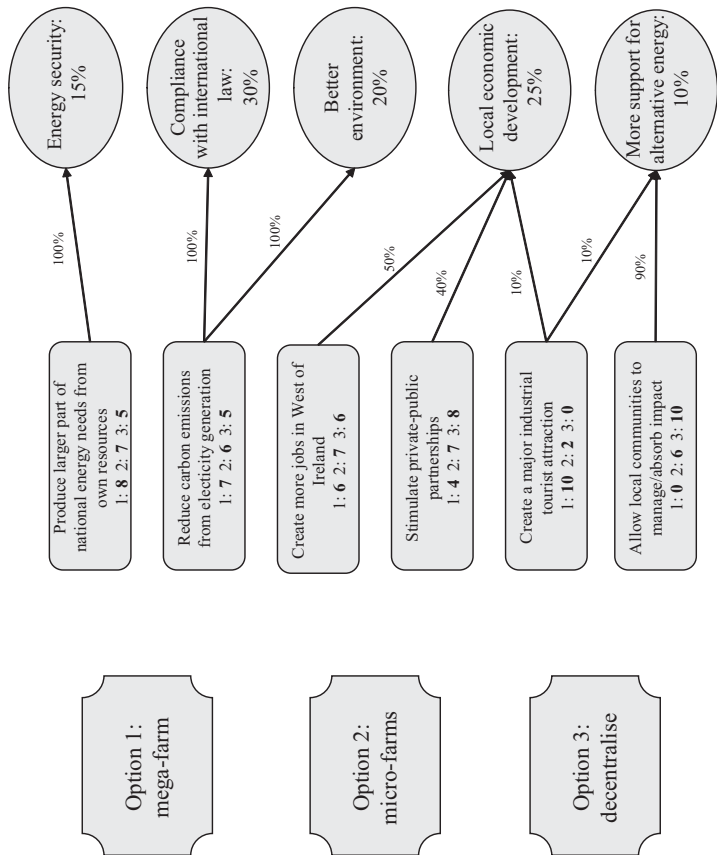 Option 1:
mega-farm
Option 2:
micro-farms
Option 3:
decentralise
Produce larger part of
national energy needs from
own resources
1: 8 2: 7 3: 5
Reduce carbon emissions
from electicity generation
1: 7 2: 6 3: 5
Create more jobs in West of
Ireland
1: 6 2: 7 3: 6
Stimulate private-public
partnerships
1: 4 2: 7 3: 8
Create a major industrial
tourist attraction
1: 10 2: 2 3: 0
Allow local communities to
manage/absorb impact
1: 0 2: 6 3: 10
100%
100%
100%
50%
40%
10%
10%
90%
Energy security:
15%
Compliance
with international
law:
30%
Better
environment:
20%
Local economic
development:
25%
More support for
alternative energy:
10%